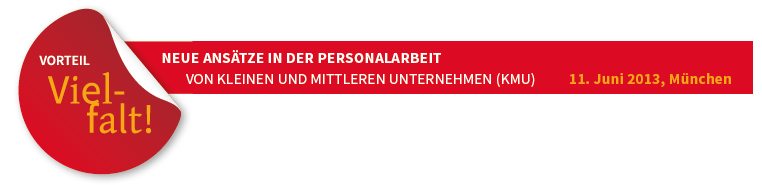 VORTEIL
Viel-
falt!
NEUE ANSÄTZE IN DER PERSONALARBEIT
VON KLEINEN UND MITTLEREN UNTERNEHMEN (KMU) 11. Juni 2013, München